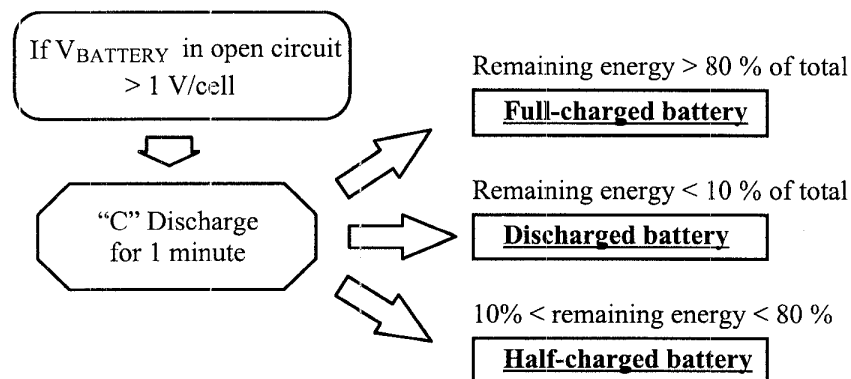 If VBATTERY in open circuit
> 1 V/cell
“C” Discharge
for 1 minute
Remaining energy > 80 % of total
Full-charged battery
Remaining energy < 10 % of total
Discharged battery
10% < remaining energy < 80 %
Half-charged battery